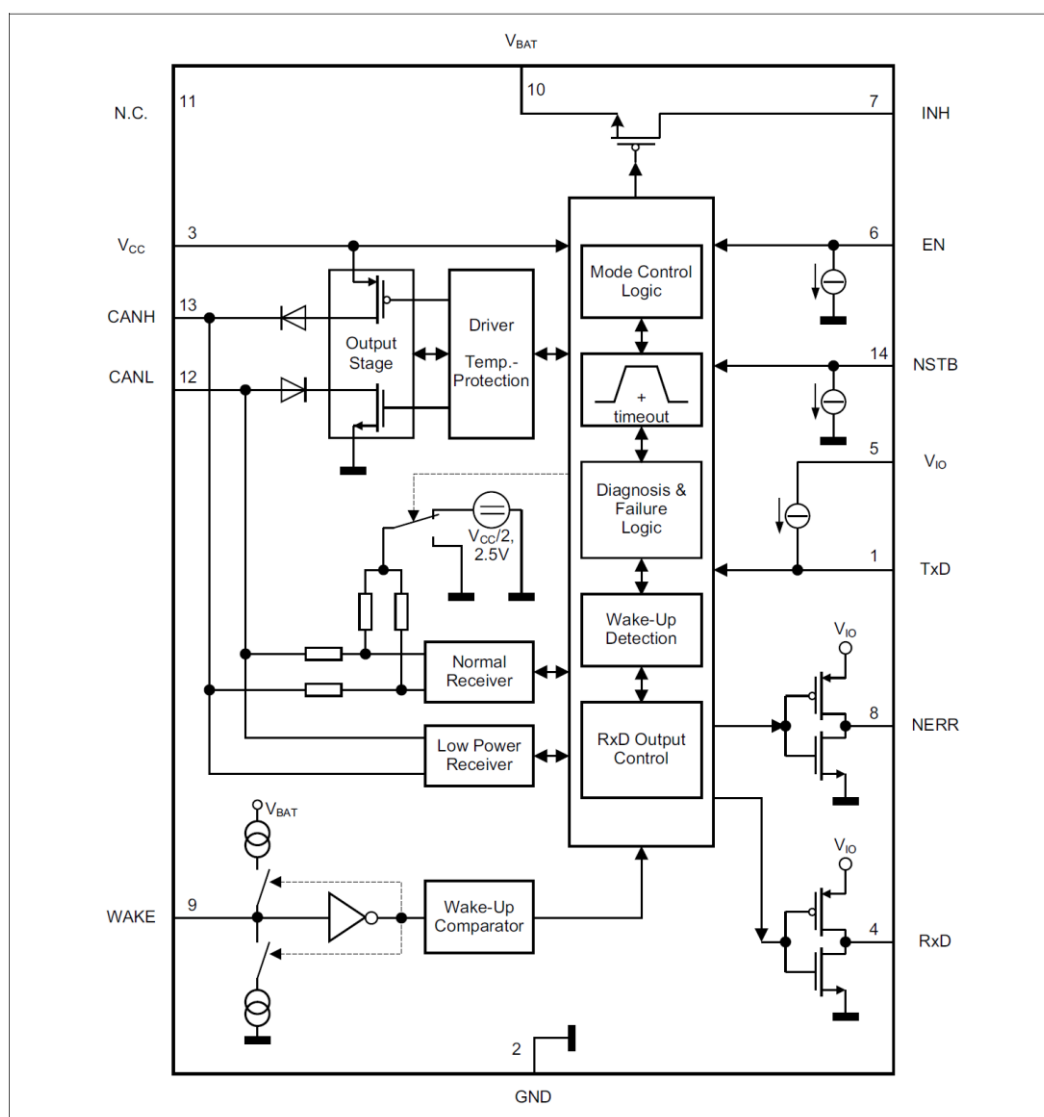 VBAT
N.C.
11
10
7
INH
VCC
3
6
EN
Mode Control
Logic
CANH
13
Output
Stage
Driver
Temp.-
Protection
CANL
12
+
timeout
14
NSTB
5
VIO
Diagnosis &
Failure
Logic
VCC/2,
2.5V
1
TxD
Wake-Up
Detection
Normal
Receiver
VIO
8
NERR
Low Power
Receiver
RxD Output
Control
VBAT
WAKE
9
Wake-Up
Comparator
VIO
4
RxD
2
GND